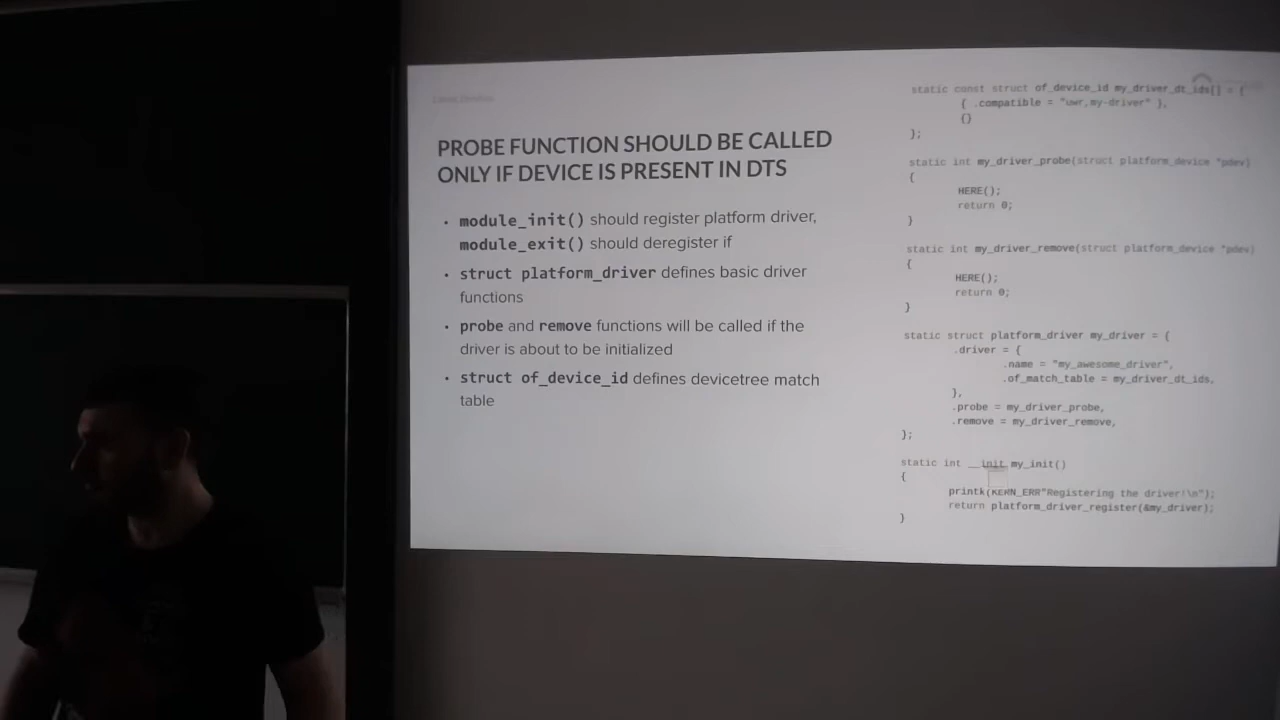 PROBE FUNCTION SHOULD BE CALLED
ONLY IF DEVICE IS PRESENT IN DTS
• module_init() should register platform driver,
module_exit() should deregister if
• struct platform_driver defines basic driver
functions
• probe and remove functions will be called if the
driver is about to be initialized
• struct of_device_id defines devicetree match
table
static const struct of_device_id my_driver_dt_ids[] = {
{ .compatible = "uwr,my-driver" },
{}
};
static int my_driver_probe(struct platform_device *pdev)
{
HERE();
return 0;
}
static int my_driver_remove(struct platform_device *pdev)
{
HERE();
return 0;
}
static struct platform_driver my_driver = {
.driver = {
.name = "my_awesome_driver",
.of_match_table = my_driver_dt_ids,
},
.probe = my_driver_probe,
.remove = my_driver_remove,
};
static int __init my_init()
{
printk(KERN_ERR"Registering the driver!\n");
return platform_driver_register(&my_driver);
}